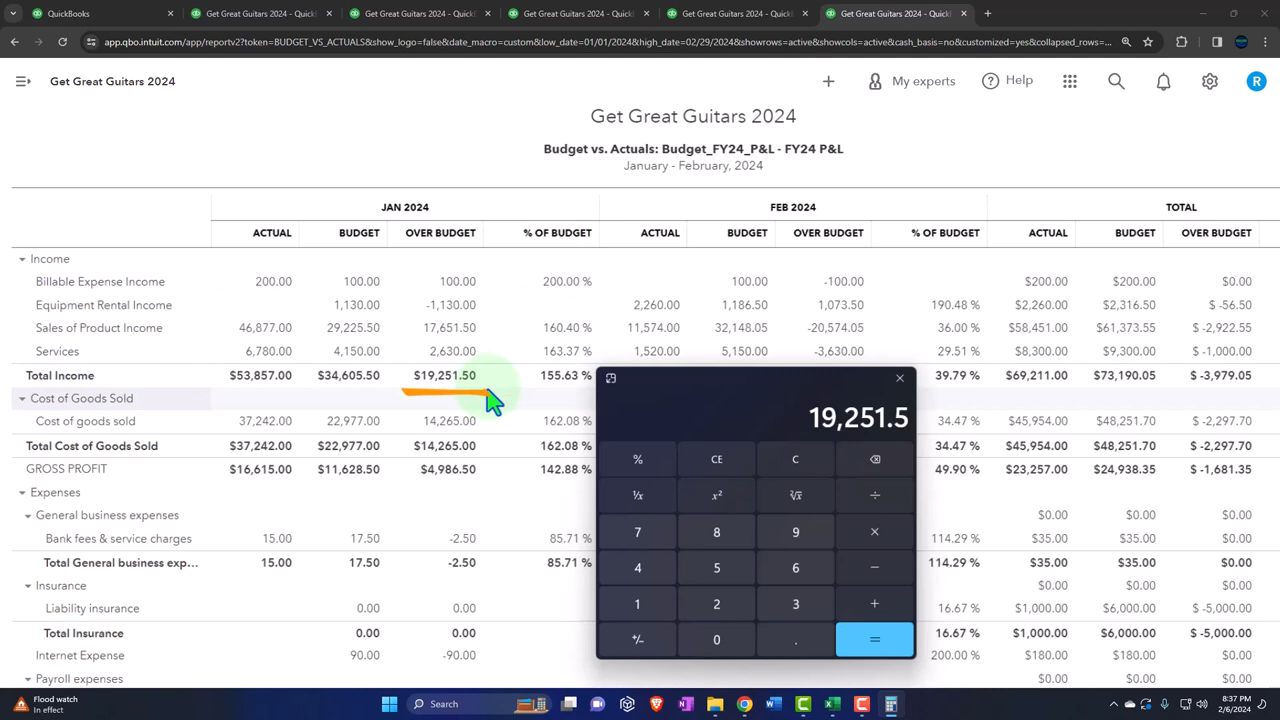 QuickBooks × Get Great Guitars 2024 - QuickB × Get Great Guitars 2024 - QuickB × Get Great Guitars 2024 - QuickB × Get Great Guitars 2024 - QuickB × Get Great Guitars 2024 - QuickB × +
qbo.intuit.com/app/reportv2?token=BUDGET_VS_ACTUALS&show_logo=false&date_macro=custom&low_date=01/01/2024&high_date=02/29/2024&showrows=active&showcols=active&cash_basis=no&customized=yes&collapsed_rows=...
Get Great Guitars 2024 + My experts Help R
Get Great Guitars 2024
Budget vs. Actuals: Budget_FY24_P&L - FY24 P&L
January - February, 2024
JAN 2024 FEB 2024 TOTAL
ACTUAL BUDGET OVER BUDGET % OF BUDGET ACTUAL BUDGET OVER BUDGET % OF BUDGET ACTUAL BUDGET OVER BUDGET
Income
Billable Expense Income 200.00 100.00 100.00 200.00 % 100.00 -100.00 $200.00 $200.00 $0.00
Equipment Rental Income 1,130.00 -1,130.00 2,260.00 1,186.50 1,073.50 190.48 % $2,260.00 $2,316.50 $ -56.50
Sales of Product Income 46,877.00 29,225.50 17,651.50 160.40 % 11,574.00 32,148.05 -20,574.05 36.00 % $58,451.00 $61,373.55 $ -2,922.55
Services 6,780.00 4,150.00 2,630.00 163.37 % 1,520.00 5,150.00 -3,630.00 29.51 % $8,300.00 $9,300.00 $ -1,000.00
Total Income $53,857.00 $34,605.50 $19,251.50 155.63 % 39.79 % $69,211.00 $73,190.05 $ -3,979.05
Cost of Goods Sold
Cost of goods sold 37,242.00 22,977.00 14,265.00 162.08 % 34.47 % $45,954.00 $48,251.70 $ -2,297.70
Total Cost of Goods Sold $37,242.00 $22,977.00 $14,265.00 162.08 % 34.47 % $45,954.00 $48,251.70 $ -2,297.70
GROSS PROFIT $16,615.00 $11,628.50 $4,986.50 142.88 % 49.90 % $23,257.00 $24,938.35 $ -1,681.35
Expenses
General business expenses $0.00 $0.00 $0.00
Bank fees & service charges 15.00 17.50 -2.50 85.71 % 114.29 % $35.00 $35.00 $0.00
Total General business exp... 15.00 17.50 -2.50 85.71 % 114.29 % $35.00 $35.00 $0.00
Insurance $0.00 $0.00 $0.00
Liability insurance 0.00 0.00 16.67 % $1,000.00 $6,000.00 $ -5,000.00
Total Insurance 0.00 0.00 16.67 % $1,000.00 $6,000.00 $ -5,000.00
Internet Expense 90.00 -90.00 200.00 % $180.00 $180.00 $0.00
Payroll expenses $0.00 $0.00 $0.00
19,251.5
% CE C ⌫
¹/x x² ²√x ÷
7 8 9 ×
4 5 6 −
1 2 3 +
+/− 0 . =
Flood watch
In effect
Search
8:37 PM
2/6/2024